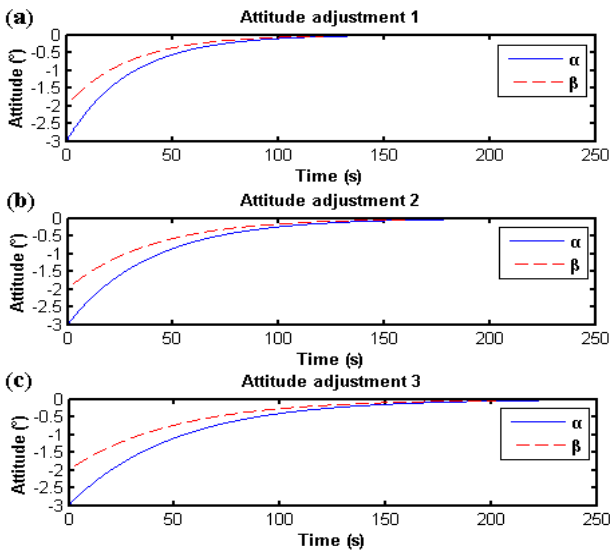 (a) Attitude adjustment 1
0
-0.5
-1
-1.5
-2
-2.5
-3
Attitude (°)
α
β
0 50 100 150 200 250
Time (s)
(b) Attitude adjustment 2
0
-0.5
-1
-1.5
-2
-2.5
-3
Attitude (°)
α
β
0 50 100 150 200 250
Time (s)
(c) Attitude adjustment 3
0
-0.5
-1
-1.5
-2
-2.5
-3
Attitude (°)
α
β
0 50 100 150 200 250
Time (s)